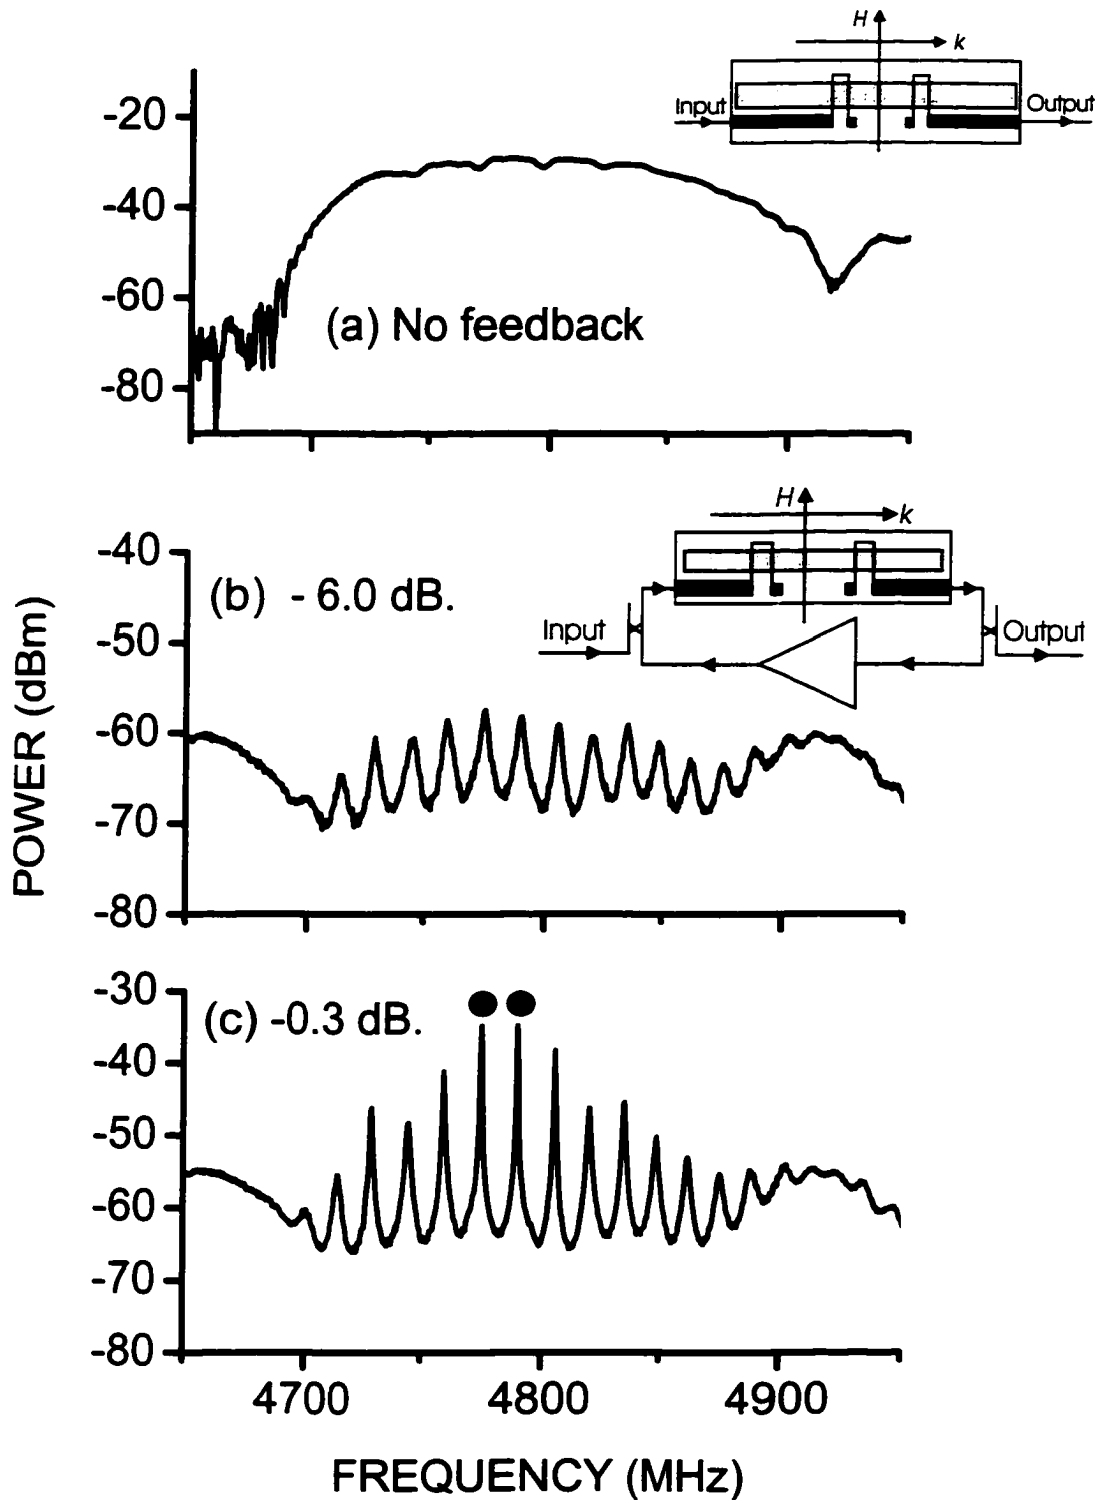 H
k
Input
Output
-20
-40
-60
-80
(a) No feedback
H
k
-40
(b) - 6.0 dB.
-50
Input
Output
-60
-70
-80
POWER (dBm)
-30
(c) -0.3 dB.
-40
-50
-60
-70
-80
4700 4800 4900
FREQUENCY (MHz)